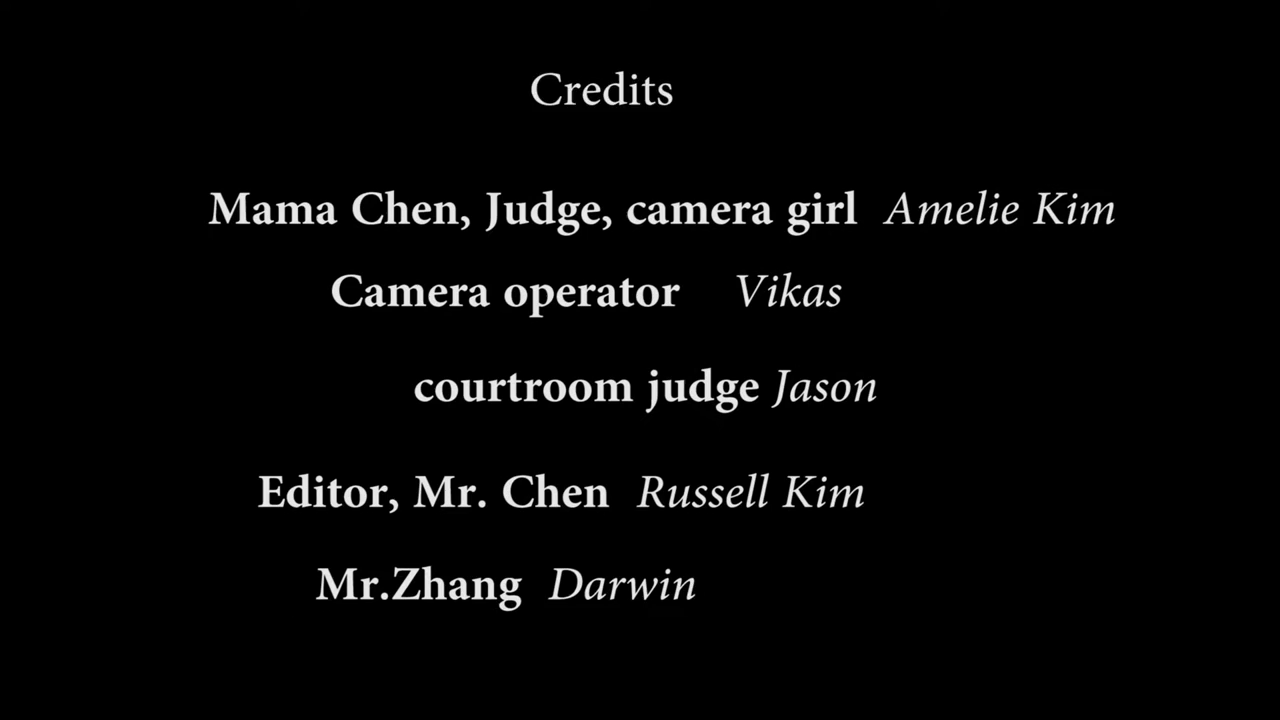 Credits
Mama Chen, Judge, camera girl Amelie Kim
Camera operator Vikas
courtroom judge Jason
Editor, Mr. Chen Russell Kim
Mr.Zhang Darwin